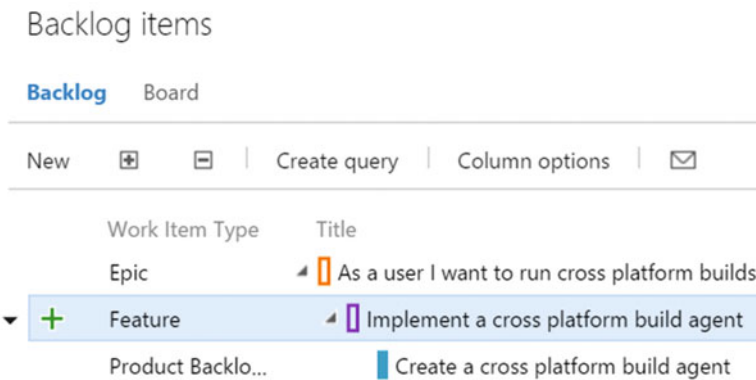 Backlog items
Backlog Board
New Create query Column options
Work Item Type Title
Epic As a user I want to run cross platform builds
Feature Implement a cross platform build agent
Product Backlo... Create a cross platform build agent